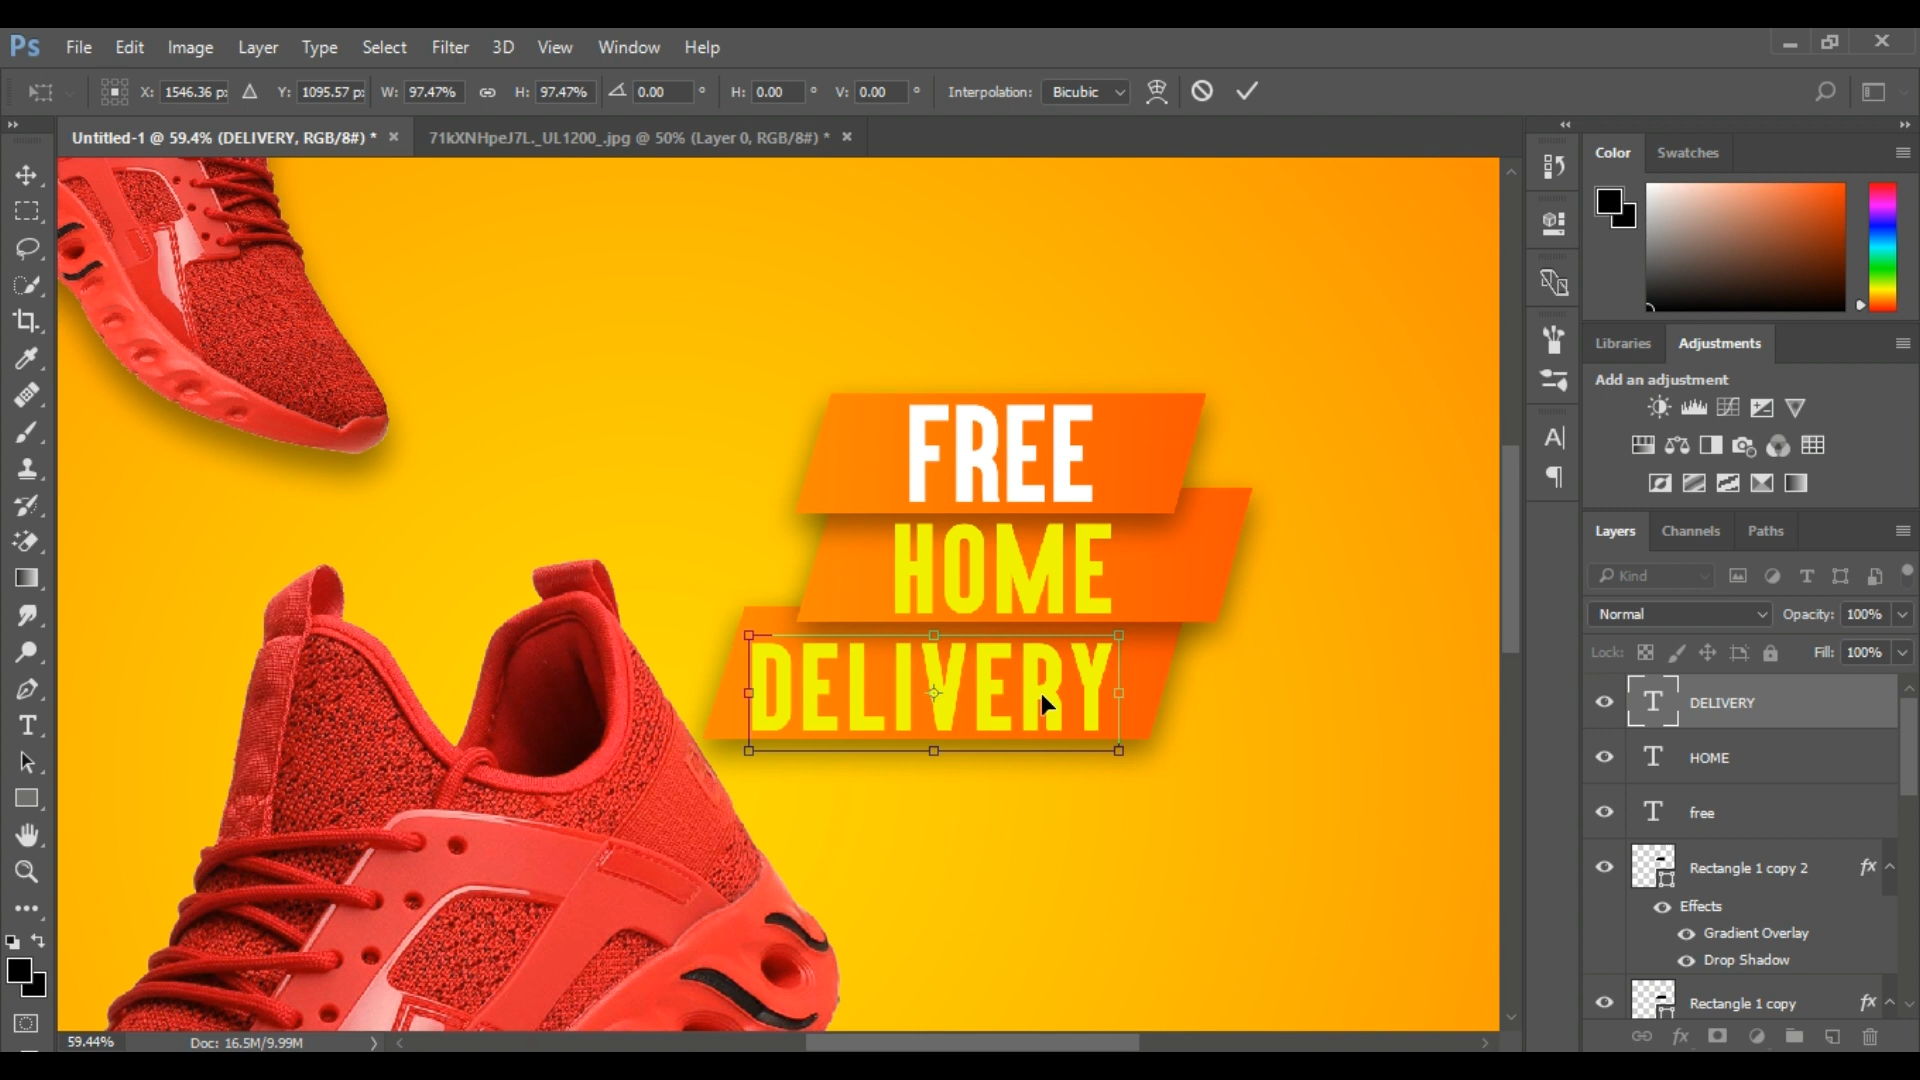 Ps File Edit Image Layer Type Select Filter 3D View Window Help
X: 1546.36 p Y: 1095.57 p W: 97.47% H: 97.47% 0.00 ° H: 0.00 ° V: 0.00 ° Interpolation: Bicubic
Untitled-1 @ 59.4% (DELIVERY, RGB/8#) * × 71kXNHpeJ7L._UL1200_.jpg @ 50% (Layer 0, RGB/8#) * ×
Color Swatches
Libraries Adjustments
Add an adjustment
FREE
HOME
DELIVERY
Layers Channels Paths
Kind
Normal Opacity: 100%
Lock: Fill: 100%
T DELIVERY
T HOME
T free
Rectangle 1 copy 2 fx
Effects
Gradient Overlay
Drop Shadow
Rectangle 1 copy fx
59.44% Doc: 16.5M/9.99M